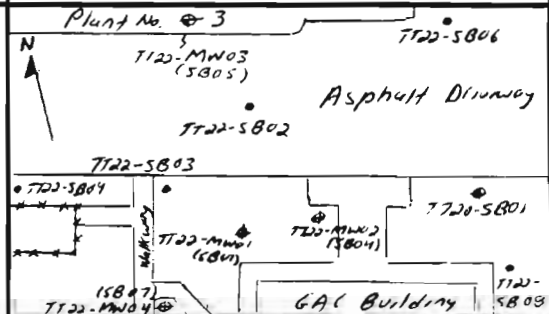 Plant No. 3
N
TT22-MW03
(SB05)
TT22-SB06
Asphalt Driveway
TT22-SB02
TT22-SB03
TT22-SB04
Walkway
TT22-MW01
(SB01)
TT22-MW02
(SB04)
TT20-SB01
(SB07)
TT22-MW04
GAC Building
TT22-
SB08